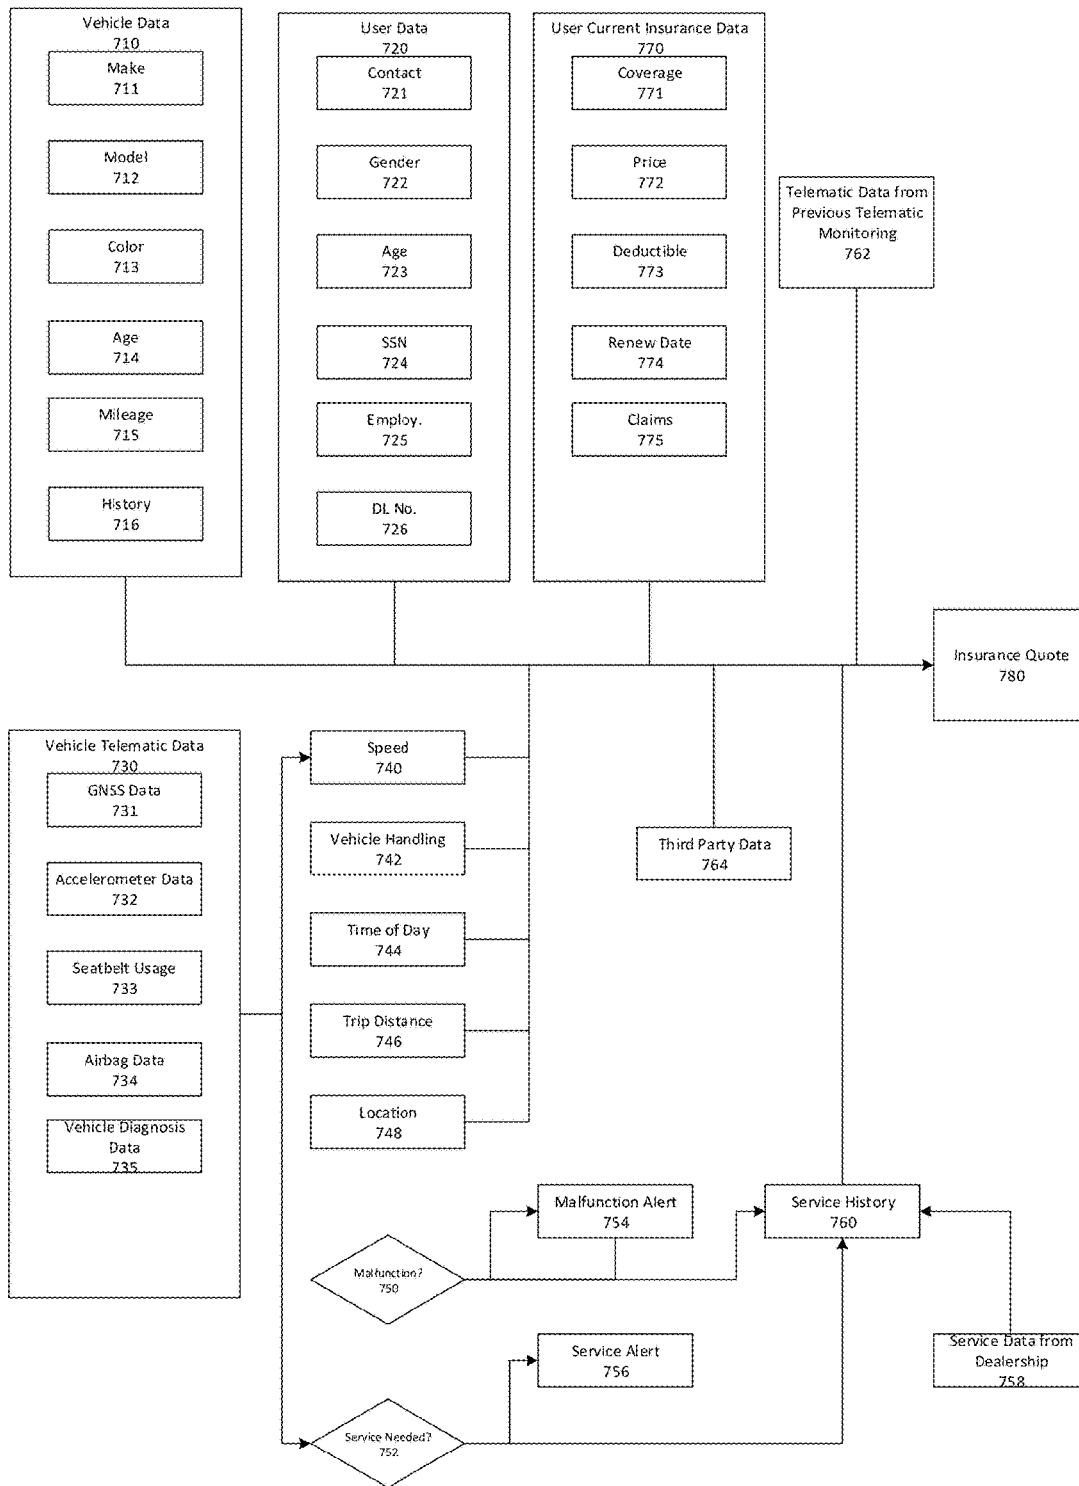 Vehicle Data
710
Make
711
Model
712
Color
713
Age
714
Mileage
715
History
716
User Data
720
Contact
721
Gender
722
Age
723
SSN
724
Employ.
725
DL No.
726
User Current Insurance Data
770
Coverage
771
Price
772
Deductible
773
Renew Date
774
Claims
775
Telematic Data from
Previous Telematic
Monitoring
762
Insurance Quote
780
Vehicle Telematic Data
730
GNSS Data
731
Accelerometer Data
732
Seatbelt Usage
733
Airbag Data
734
Vehicle Diagnosis
Data
735
Speed
740
Vehicle Handling
742
Time of Day
744
Trip Distance
746
Location
748
Third Party Data
764
Malfunction?
750
Malfunction Alert
754
Service History
760
Service Needed?
752
Service Alert
756
Service Data from
Dealership
758